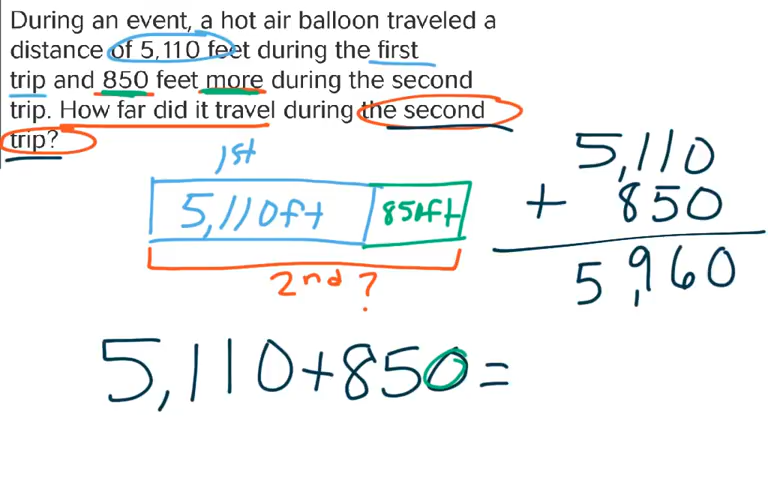 During an event, a hot air balloon traveled a
distance of 5,110 feet during the first
trip and 850 feet more during the second
trip. How far did it travel during the second
trip?
1st
5,110ft 850ft
2nd ?
5,110
+ 850
5,960
5,110+850=